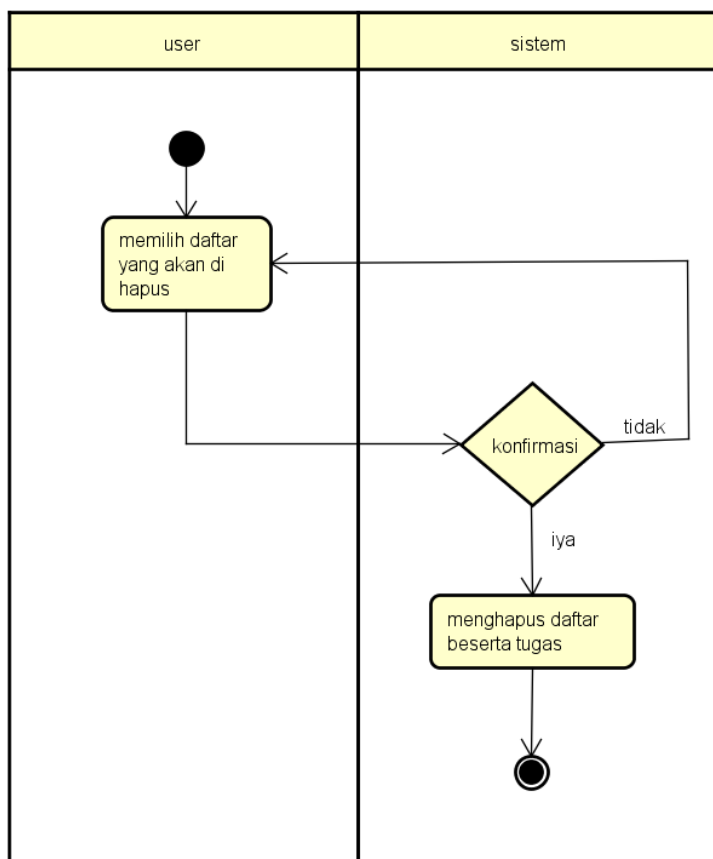 user
sistem
memilih daftar
yang akan di
hapus
konfirmasi
tidak
iya
menghapus daftar
beserta tugas